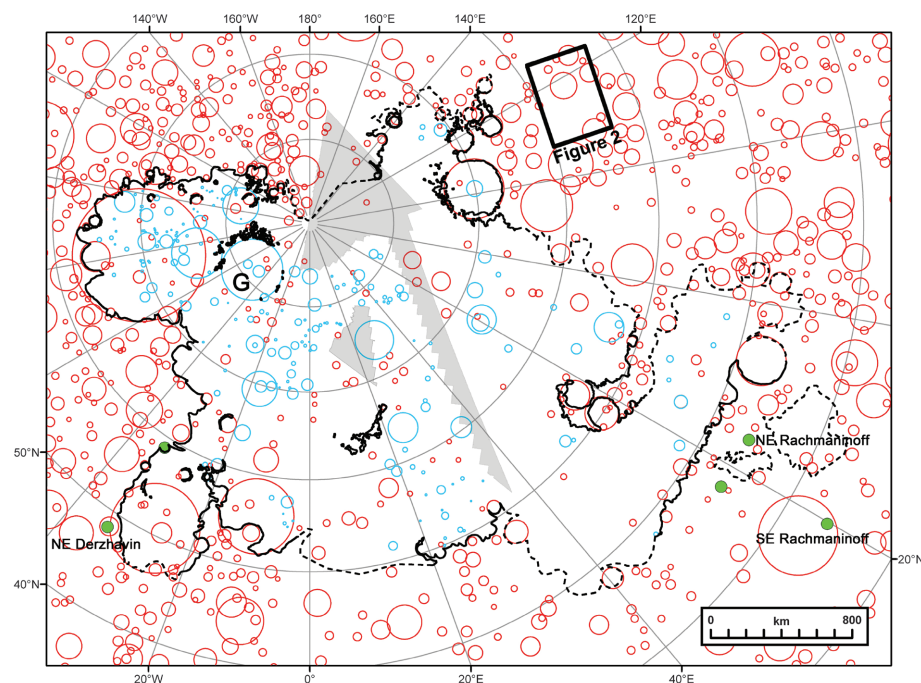 140°W 160°W 180° 160°E 140°E 120°E
Figure 2
G
50°N
NE Rachmaninoff
NE Derzhavin
SE Rachmaninoff
20°N
40°N
0 km 800
20°W 0° 20°E 40°E